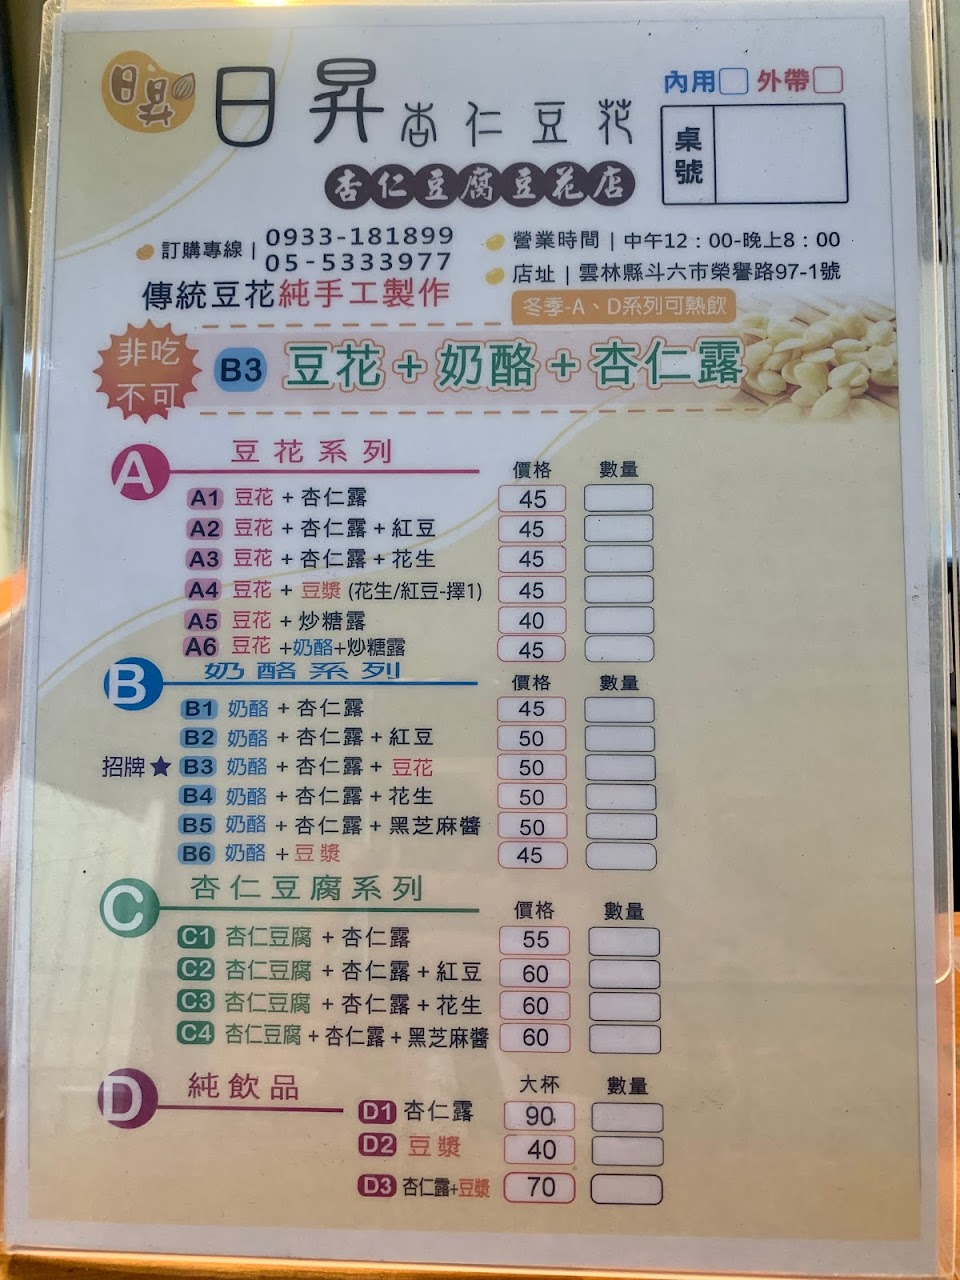 日昇
日昇杏仁豆花
杏仁豆腐豆花店
內用 外帶
桌號
訂購專線 | 0933-181899
05-5333977
營業時間 | 中午12：00-晚上8：00
店址 | 雲林縣斗六市榮譽路97-1號
傳統豆花純手工製作
冬季-A、D系列可熱飲
非吃
不可
B3 豆花+奶酪+杏仁露
A 豆花系列 價格 數量
A1 豆花 + 杏仁露 45
A2 豆花 + 杏仁露 + 紅豆 45
A3 豆花 + 杏仁露 + 花生 45
A4 豆花 + 豆漿 (花生/紅豆-擇1) 45
A5 豆花 + 炒糖露 40
A6 豆花 +奶酪+炒糖露 45
B 奶酪系列 價格 數量
B1 奶酪 + 杏仁露 45
B2 奶酪 + 杏仁露 + 紅豆 50
招牌★ B3 奶酪 + 杏仁露 + 豆花 50
B4 奶酪 + 杏仁露 + 花生 50
B5 奶酪 + 杏仁露 + 黑芝麻醬 50
B6 奶酪 + 豆漿 45
C 杏仁豆腐系列 價格 數量
C1 杏仁豆腐 + 杏仁露 55
C2 杏仁豆腐 + 杏仁露 + 紅豆 60
C3 杏仁豆腐 + 杏仁露 + 花生 60
C4 杏仁豆腐 + 杏仁露 + 黑芝麻醬 60
D 純飲品 大杯 數量
D1 杏仁露 90
D2 豆漿 40
D3 杏仁露+豆漿 70